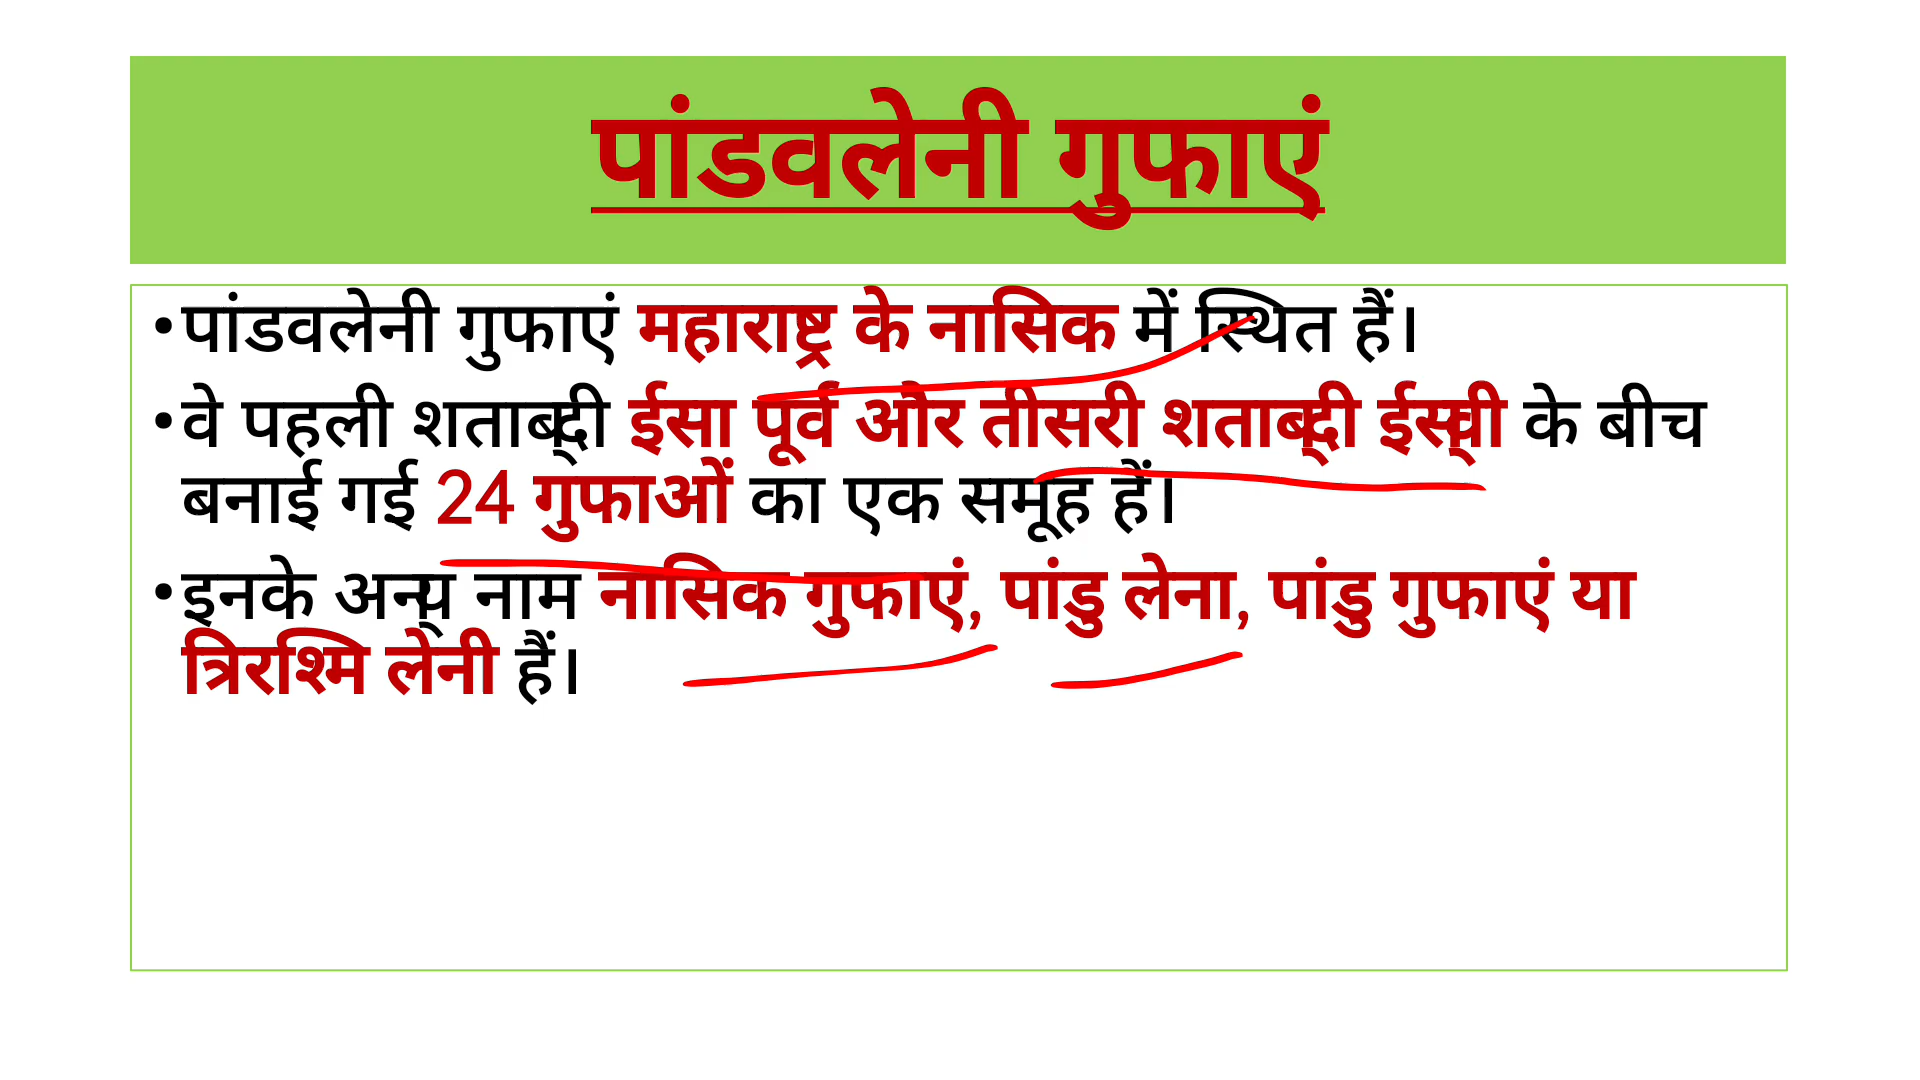 पांडवलेनी गुफाएं
•पांडवलेनी गुफाएं महाराष्ट्र के नासिक में स्थित हैं।
•वे पहली शताब्दी ईसा पूर्व और तीसरी शताब्दी ईस्वी के बीच
बनाई गई 24 गुफाओं का एक समूह हैं।
•इनके अन्य नाम नासिक गुफाएं, पांडु लेना, पांडु गुफाएं या
त्रिरश्मि लेनी हैं।